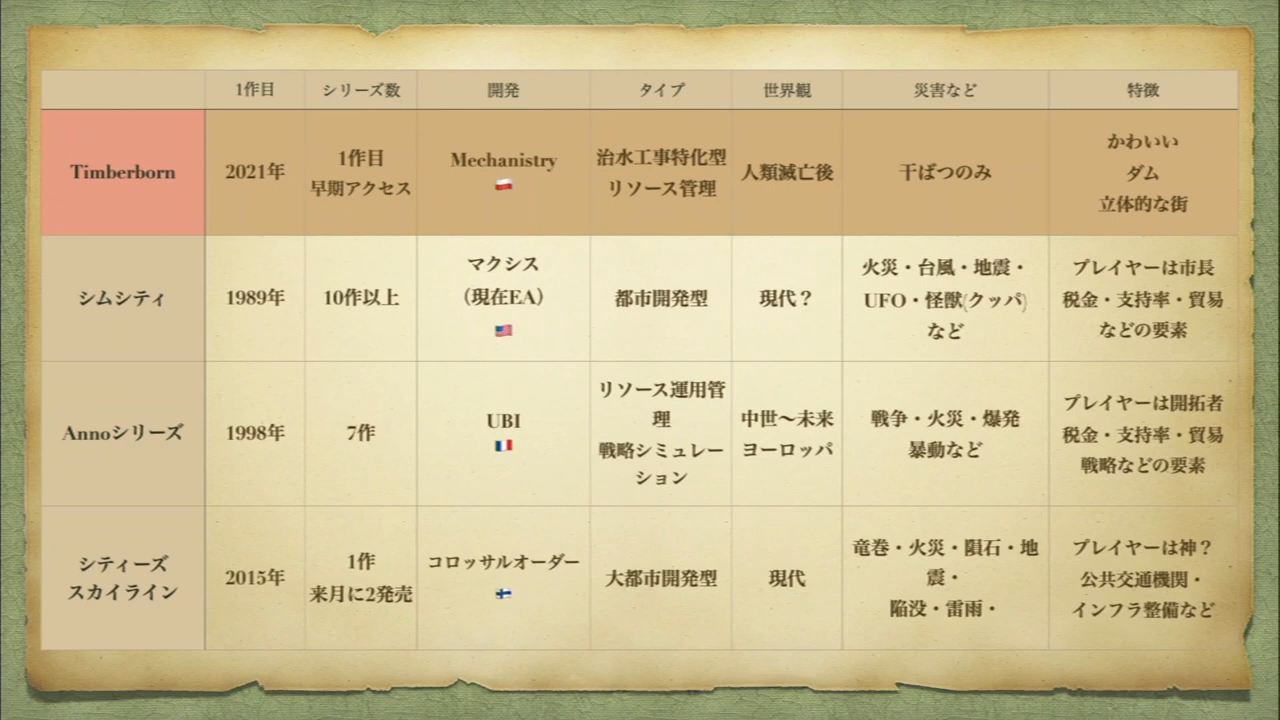 1作目 シリーズ数 開発 タイプ 世界観 災害など 特徴
Timberborn
2021年
1作目
早期アクセス
Mechanistry
治水工事特化型
リソース管理
人類滅亡後
干ばつのみ
かわいい
ダム
立体的な街
シムシティ
1989年
10作以上
マクシス
（現在EA）
都市開発型
現代？
火災・台風・地震・
UFO・怪獣(クッパ)
など
プレイヤーは市長
税金・支持率・貿易
などの要素
Annoシリーズ
1998年
7作
UBI
リソース運用管
理
戦略シミュレー
ション
中世〜未来
ヨーロッパ
戦争・火災・爆発
暴動など
プレイヤーは開拓者
税金・支持率・貿易
戦略などの要素
シティーズ
スカイライン
2015年
1作
来月に2発売
コロッサルオーダー
大都市開発型
現代
竜巻・火災・隕石・地
震・
陥没・雷雨・
プレイヤーは神？
公共交通機関・
インフラ整備など